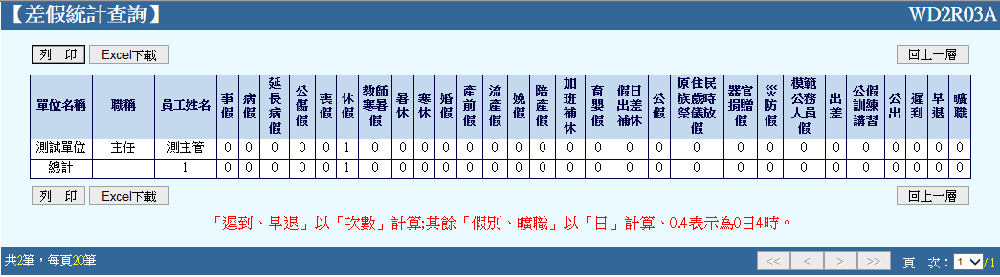 【差假統計查詢】 WD2R03A
列 印 Excel下載 回上一層
單位名稱 職稱 員工姓名 事假 病假 延長病假 公傷假 喪假 休假 教師寒暑假 暑休 寒休 婚假 產前假 流產假 娩假 陪產假 加班補休 育嬰假 假日出差補休 公假 原住民族歲時祭儀放假 器官捐贈假 災防假 模範公務人員假 出差 公假訓練講習 公出 遲到 早退 曠職
測試單位 主任 測主管 0 0 0 0 0 1 0 0 0 0 0 0 0 0 0 0 0 0 0 0 0 0 0 0 0 0 0 0
總計 1 0 0 0 0 0 1 0 0 0 0 0 0 0 0 0 0 0 0 0 0 0 0 0 0 0 0 0 0
列 印 Excel下載 回上一層
「遲到、早退」以「次數」計算;其餘「假別、曠職」以「日」計算、0.4表示為0日4時。
共2筆，每頁20筆 << < > >> 頁 次：1 / 1